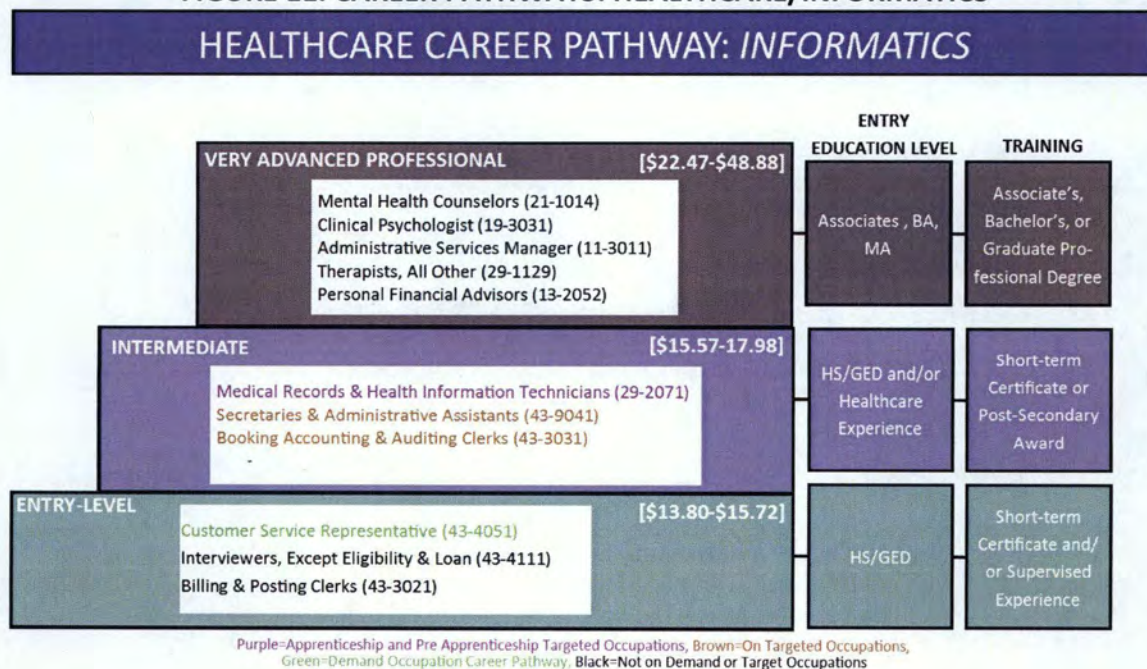 HEALTHCARE CAREER PATHWAY: INFORMATICS
ENTRY
EDUCATION LEVEL
TRAINING
VERY ADVANCED PROFESSIONAL
[$22.47-$48.88]
Mental Health Counselors (21-1014)
Clinical Psychologist (19-3031)
Administrative Services Manager (11-3011)
Therapists, All Other (29-1129)
Personal Financial Advisors (13-2052)
Associates , BA,
MA
Associate's,
Bachelor's, or
Graduate Pro-
fessional Degree
INTERMEDIATE
[$15.57-17.98]
Medical Records & Health Information Technicians (29-2071)
Secretaries & Administrative Assistants (43-9041)
Booking Accounting & Auditing Clerks (43-3031)
HS/GED and/or
Healthcare
Experience
Short-term
Certificate or
Post-Secondary
Award
ENTRY-LEVEL
[$13.80-$15.72]
Customer Service Representative (43-4051)
Interviewers, Except Eligibility & Loan (43-4111)
Billing & Posting Clerks (43-3021)
HS/GED
Short-term
Certificate and/
or Supervised
Experience
Purple=Apprenticeship and Pre Apprenticeship Targeted Occupations, Brown=On Targeted Occupations,
Green=Demand Occupation Career Pathway, Black=Not on Demand or Target Occupations